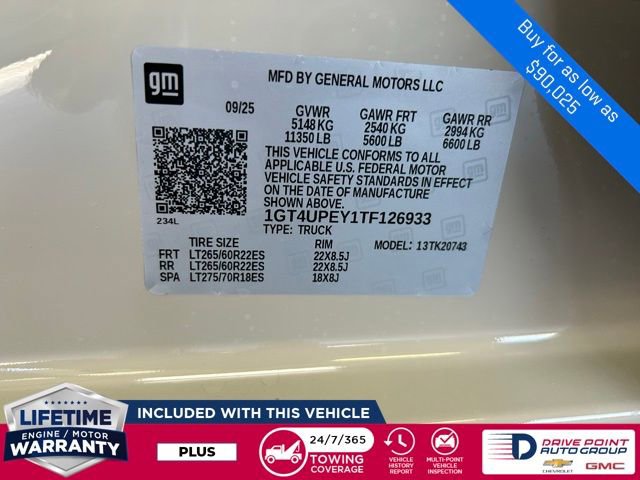 Buy for as low as
$90,025
gm
MFD BY GENERAL MOTORS LLC
09/25 GVWR GAWR FRT GAWR RR
5148 KG 2540 KG 2994 KG
11350 LB 5600 LB 6600 LB
THIS VEHICLE CONFORMS TO ALL
APPLICABLE U.S. FEDERAL MOTOR
VEHICLE SAFETY STANDARDS IN EFFECT
ON THE DATE OF MANUFACTURE
SHOWN ABOVE.
1GT4UPEY1TF126933
TYPE: TRUCK
234L
TIRE SIZE RIM MODEL: 13TK20743
FRT LT265/60R22ES 22X8.5J
RR LT265/60R22ES 22X8.5J
SPA LT275/70R18ES 18X8J
LIFETIME
ENGINE / MOTOR
WARRANTY
INCLUDED WITH THIS VEHICLE
PLUS
24/7/365
TOWING
COVERAGE
VEHICLE
HISTORY
REPORT
MULTI-POINT
VEHICLE
INSPECTION
DRIVE POINT
AUTO GROUP
CHEVROLET GMC